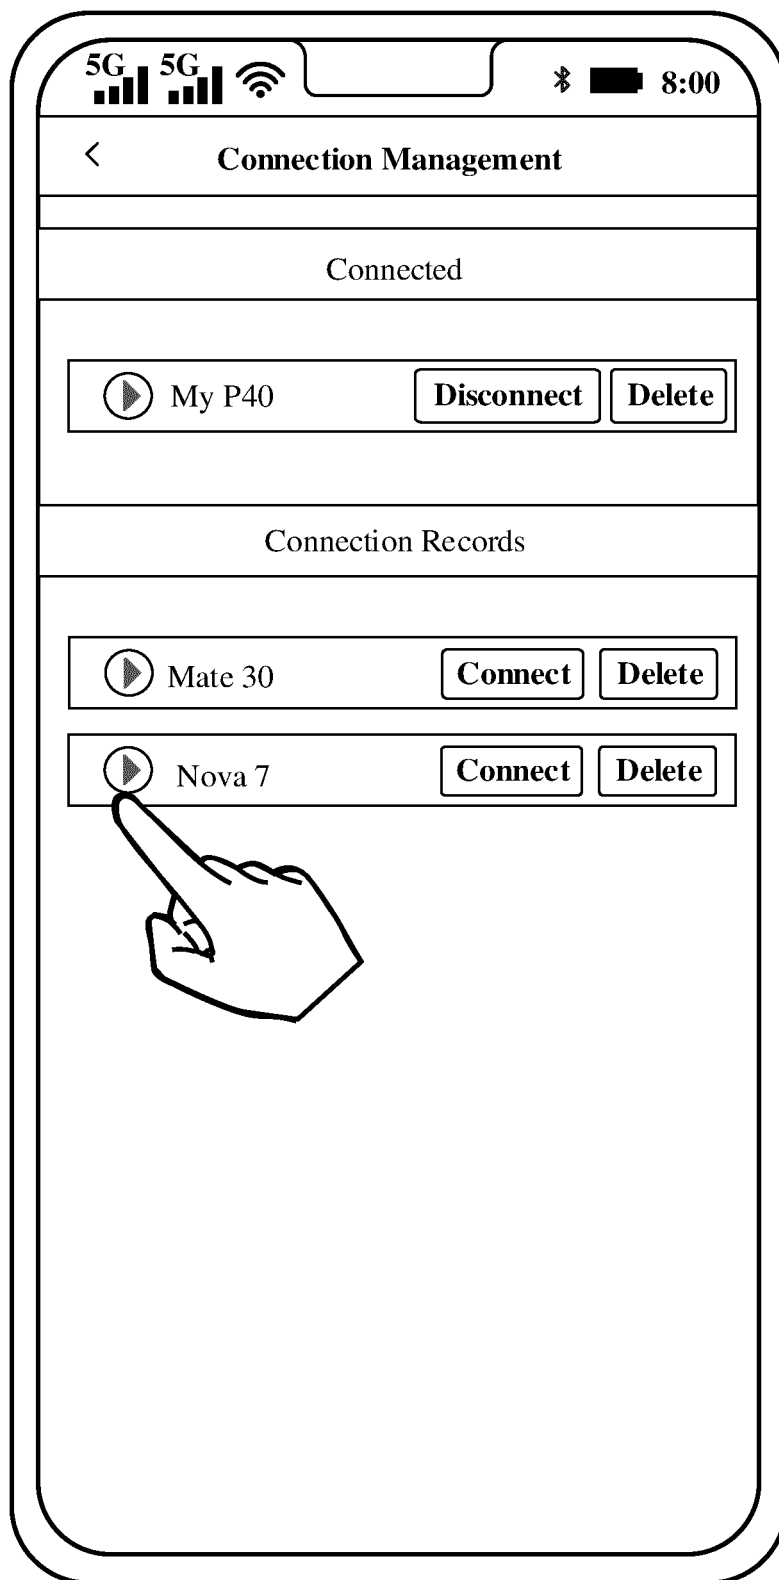 5G 5G 8:00
Connection Management
Connected
My P40 Disconnect Delete
Connection Records
Mate 30 Connect Delete
Nova 7 Connect Delete